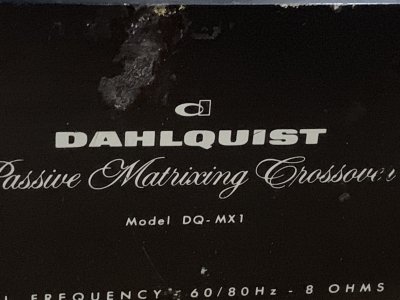 d
DAHLQUIST
Passive Matrixing Crossover
Model DQ-MX1
L FREQUENCY: 60/80Hz - 8 OHMS